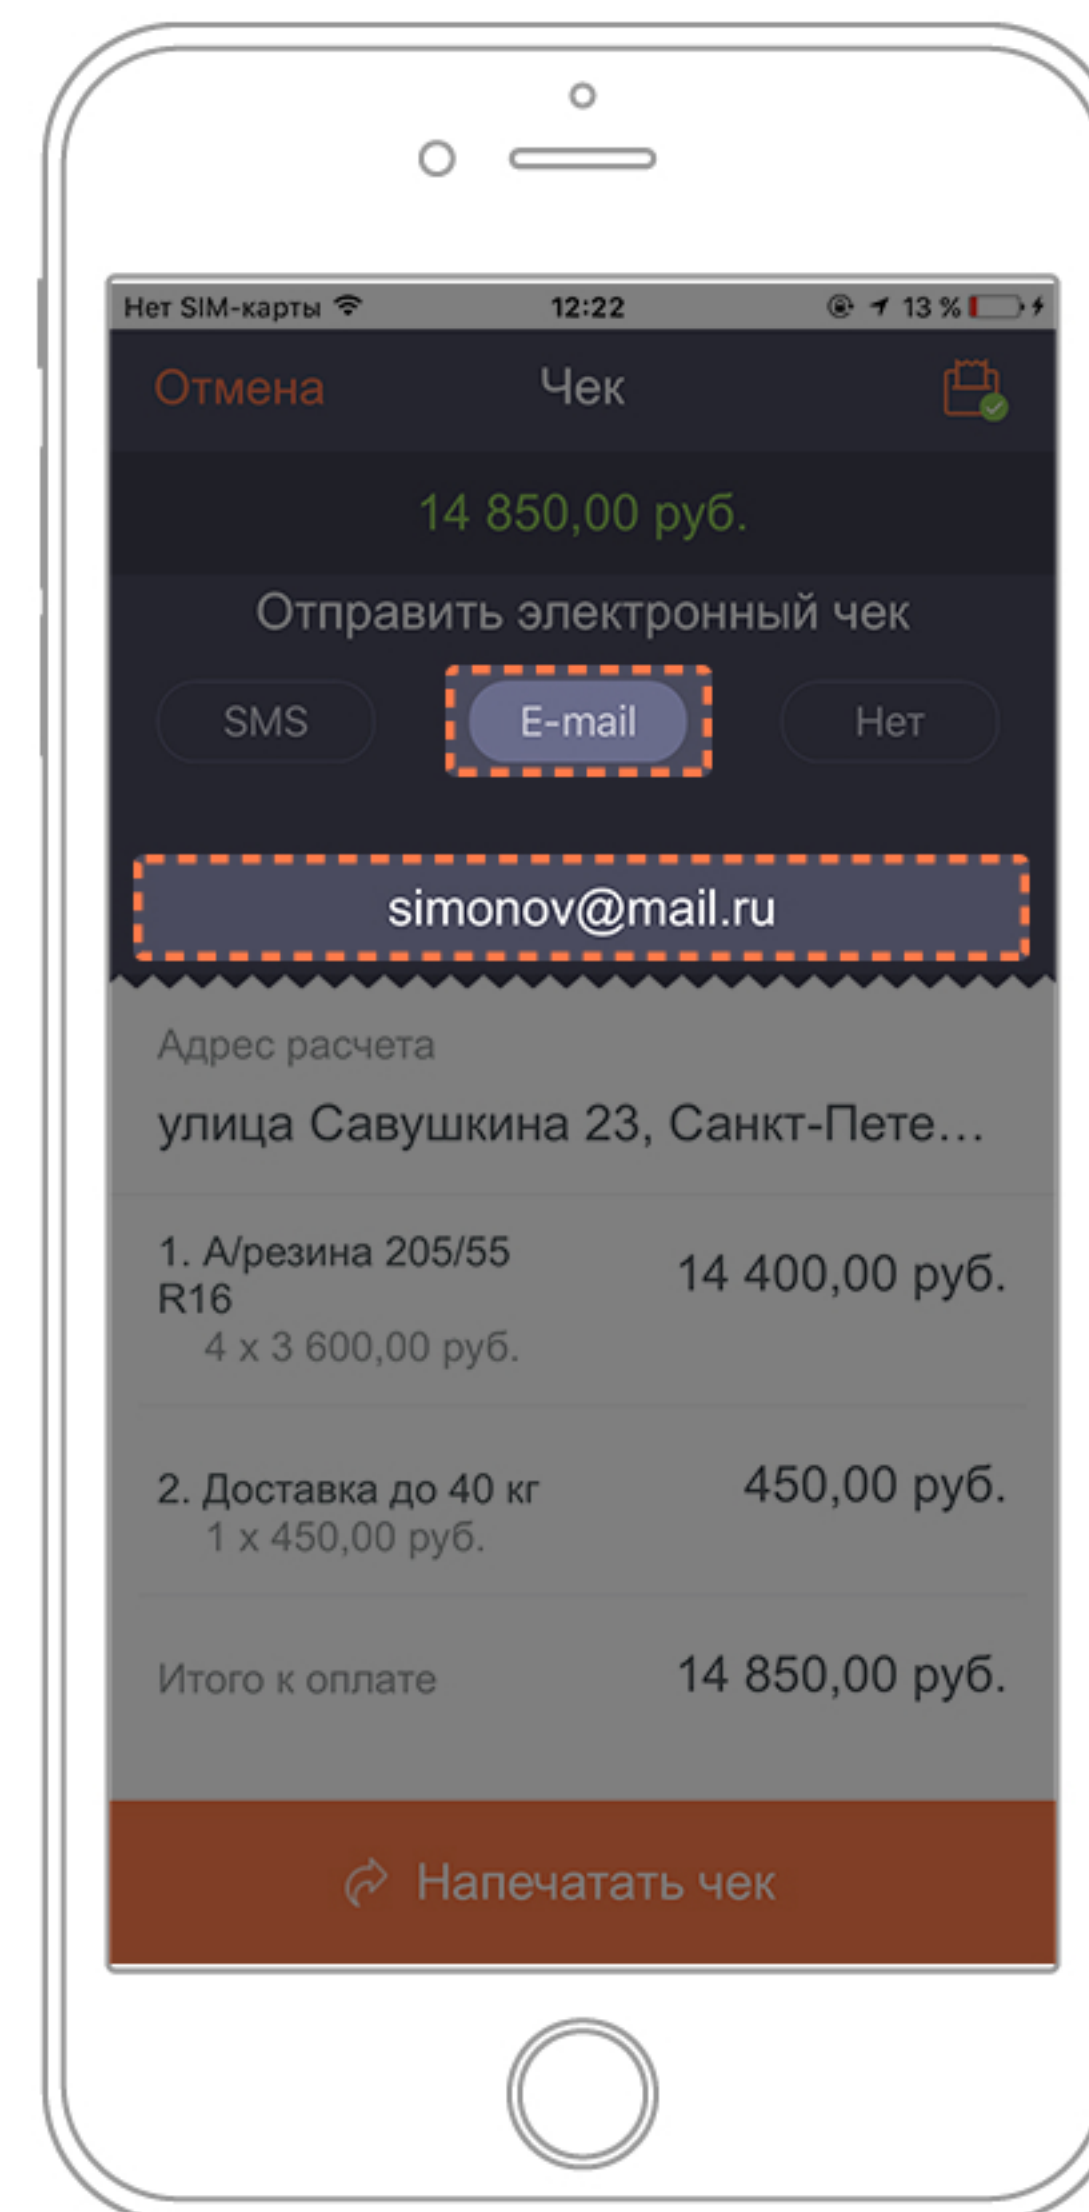 Нет SIM-карты 12:22 13 %
Отмена Чек
14 850,00 руб.
Отправить электронный чек
SMS E-mail Нет
simonov@mail.ru
Адрес расчета
улица Савушкина 23, Санкт-Пете...
1. А/резина 205/55 14 400,00 руб.
R16
4 x 3 600,00 руб.
2. Доставка до 40 кг 450,00 руб.
1 x 450,00 руб.
Итого к оплате 14 850,00 руб.
Напечатать чек